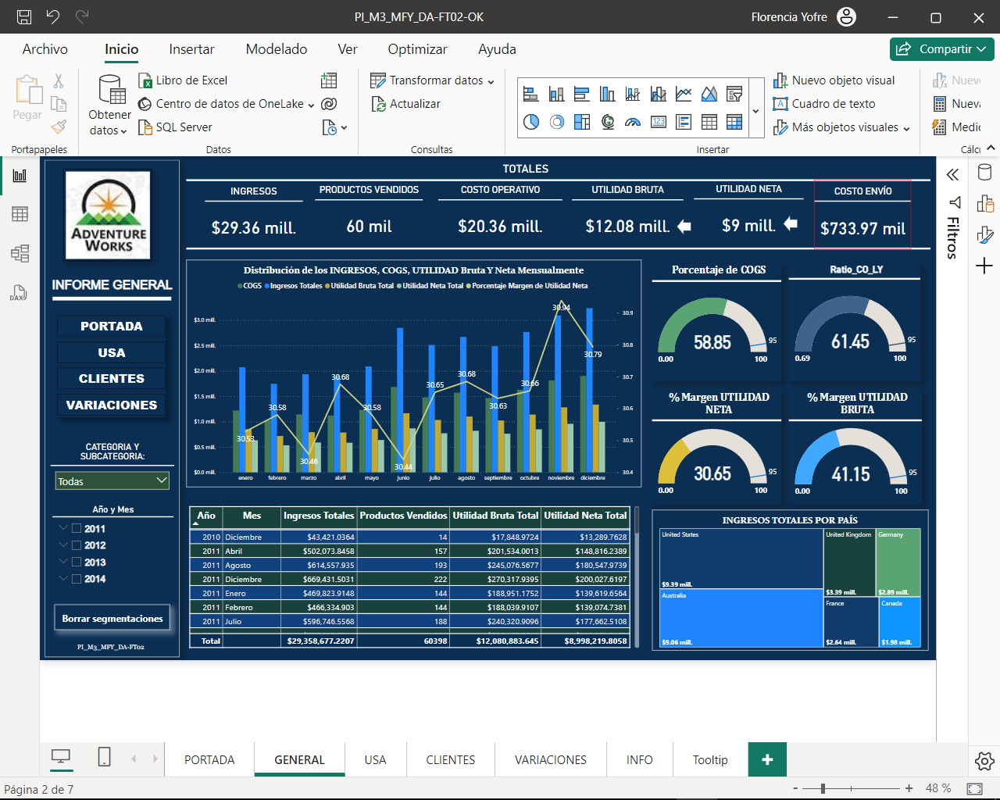 PI_M3_MFY_DA-FT02-OK
Florencia Yofre
Archivo
Inicio
Insertar
Modelado
Ver
Optimizar
Ayuda
Compartir
Pegar
Portapapeles
Obtener
datos
Libro de Excel
Centro de datos de OneLake
SQL Server
Datos
Transformar datos
Actualizar
Consultas
Insertar
Nuevo objeto visual
Cuadro de texto
Más objetos visuales
Filtros
ADVENTURE
WORKS
INFORME GENERAL
PORTADA
USA
CLIENTES
VARIACIONES
CATEGORIA Y
SUBCATEGORIA:
Todas
Año y Mes
2011
2012
2013
2014
Borrar segmentaciones
PI_M3_MFY_DA-FT02
TOTALES
INGRESOS
$29.36 mill.
PRODUCTOS VENDIDOS
60 mil
COSTO OPERATIVO
$20.36 mill.
UTILIDAD BRUTA
$12.08 mill.
UTILIDAD NETA
$9 mill.
COSTO ENVÍO
$733.97 mil
Distribución de los INGRESOS, COGS, UTILIDAD Bruta Y Neta Mensualmente
COGS Ingresos Totales Utilidad Bruta Total Utilidad Neta Total Porcentaje Margen de Utilidad Neta
$3.0 mill.
$2.5 mill.
$2.0 mill.
$1.5 mill.
$1.0 mill.
$0.5 mill.
$0.0 mill.
30.9
30.8
30.7
30.6
30.5
30.4
30.53
30.58
30.46
30.68
30.58
30.44
30.65
30.68
30.63
30.66
30.94
30.79
enero febrero marzo abril mayo junio julio agosto septiembre octubre noviembre diciembre
Porcentaje de COGS
58.85
95
0.00
100
Ratio_CO_LY
61.45
95
0.69
100
% Margen UTILIDAD
NETA
30.65
95
0.00
100
% Margen UTILIDAD
BRUTA
41.15
95
0.00
100
Año Mes Ingresos Totales Productos Vendidos Utilidad Bruta Total Utilidad Neta Total
2010 Diciembre $43,421.0364 14 $17,848.9724 $13,289.7628
2011 Abril $502,073.8458 157 $201,534.0013 $148,816.2389
2011 Agosto $614,557.935 193 $245,076.5677 $180,547.9739
2011 Diciembre $669,431.5031 222 $270,317.9395 $200,027.6197
2011 Enero $469,823.9148 144 $188,951.1752 $139,619.6564
2011 Febrero $466,334.903 144 $188,039.9107 $139,074.7381
2011 Julio $596,746.5568 188 $240,320.9096 $177,662.5108
Total $29,358,677.2207 60398 $12,080,883.645 $8,998,219.8058
INGRESOS TOTALES POR PAÍS
United States
$9.39 mill.
Australia
$9.06 mill.
United Kingdom
$3.39 mill.
Germany
$2.89 mill.
France
$2.64 mill.
Canada
$1.98 mill.
PORTADA
GENERAL
USA
CLIENTES
VARIACIONES
INFO
Tooltip
Página 2 de 7
48 %